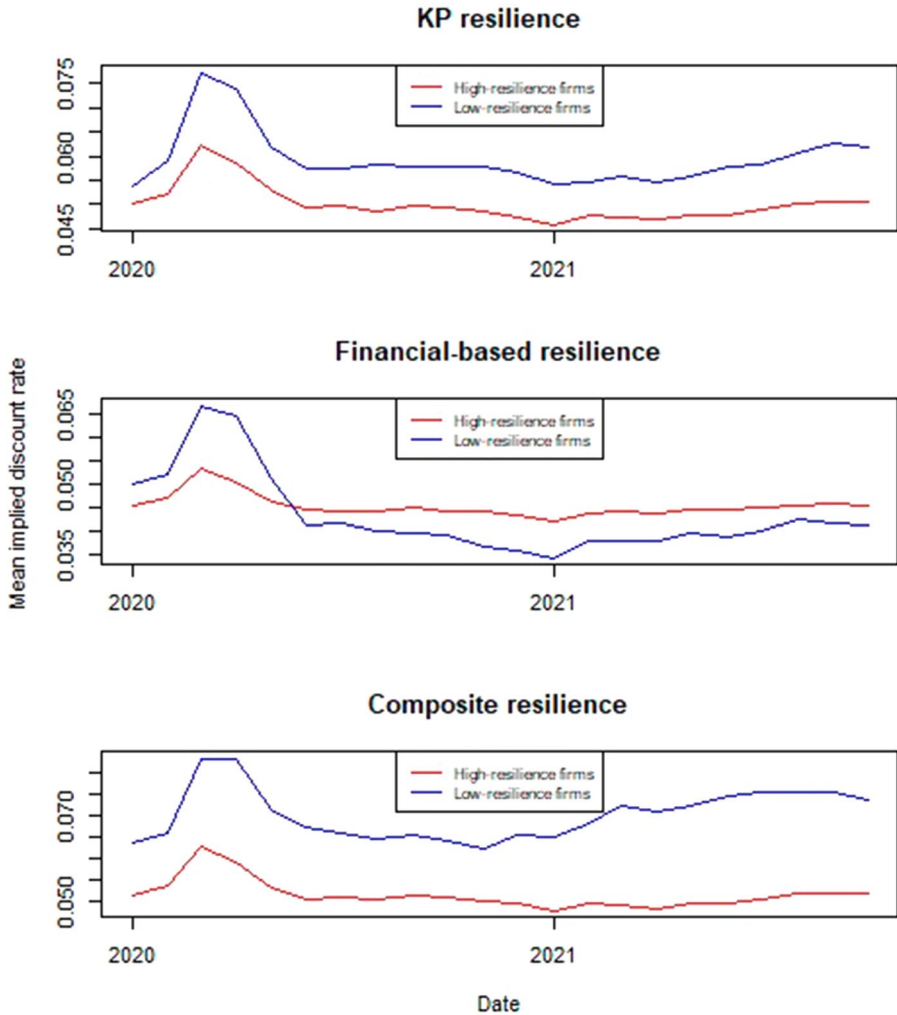 KP resilience
0.075
0.060
0.045
High-resilience firms
Low-resilience firms
2020
2021
Mean implied discount rate
Financial-based resilience
0.065
0.050
0.035
High-resilience firms
Low-resilience firms
2020
2021
Composite resilience
0.070
0.050
High-resilience firms
Low-resilience firms
2020
2021
Date